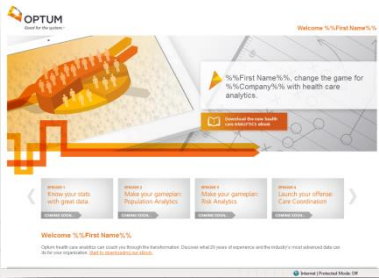 OPTUM
Good for the system.™
Welcome %%First Name%%
%%First Name%%, change the game for
%%Company%% with health care
analytics.
Download the new health
care analytics ebook
EPISODE 1
Know your stats
with great data.
COMING SOON...
EPISODE 2
Make your gameplan:
Population Analytics
COMING SOON...
EPISODE 3
Make your gameplan:
Risk Analytics
COMING SOON...
EPISODE 4
Launch your offense:
Care Coordination
COMING SOON...
Welcome %%First Name%%
Optum health care analytics can coach you through the transformation. Discover what 20 years of experience and the industry's most advanced data can
do for your organization. Start by downloading our eBook.
Internet | Protected Mode: Off